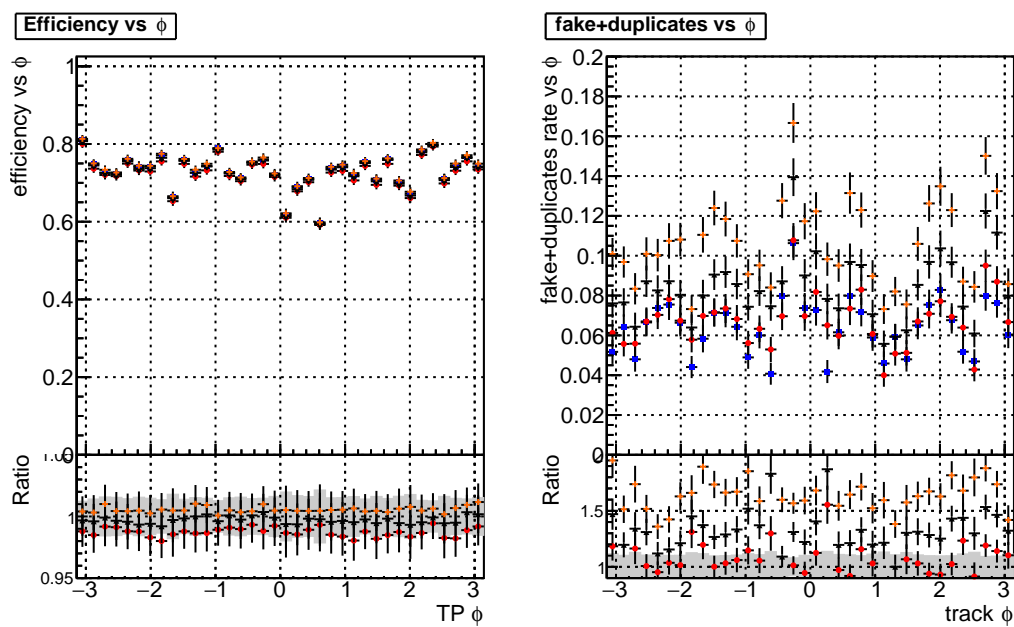 Efficiency vs ϕ
efficiency vs ϕ
1
0.8
0.6
0.4
0.2
0
Ratio
1.05
1
0.95
−3 −2 −1 0 1 2 3
TP ϕ
fake+duplicates vs ϕ
fake+duplicates rate vs ϕ
0.2
0.18
0.16
0.14
0.12
0.1
0.08
0.06
0.04
0.02
0
Ratio
2
1.5
1
−3 −2 −1 0 1 2 3
track ϕ